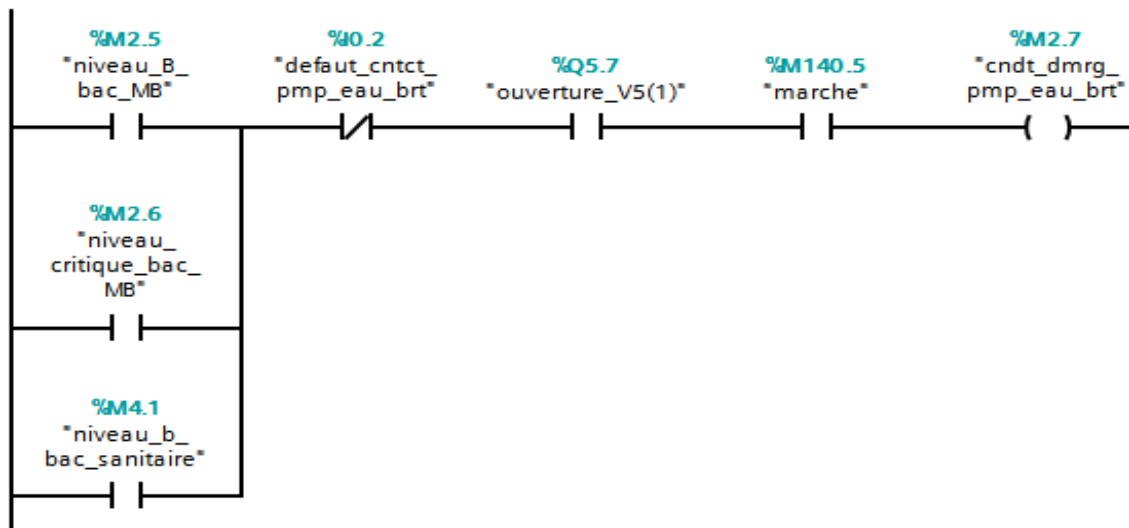 %M2.5
"niveau_B_
bac_MB"
%I0.2
"defaut_cntct_
pmp_eau_brt"
%Q5.7
"ouverture_V5(1)"
%M140.5
"marche"
%M2.7
"cndt_dmrg_
pmp_eau_brt"
%M2.6
"niveau_
critique_bac_
MB"
%M4.1
"niveau_b_
bac_sanitaire"